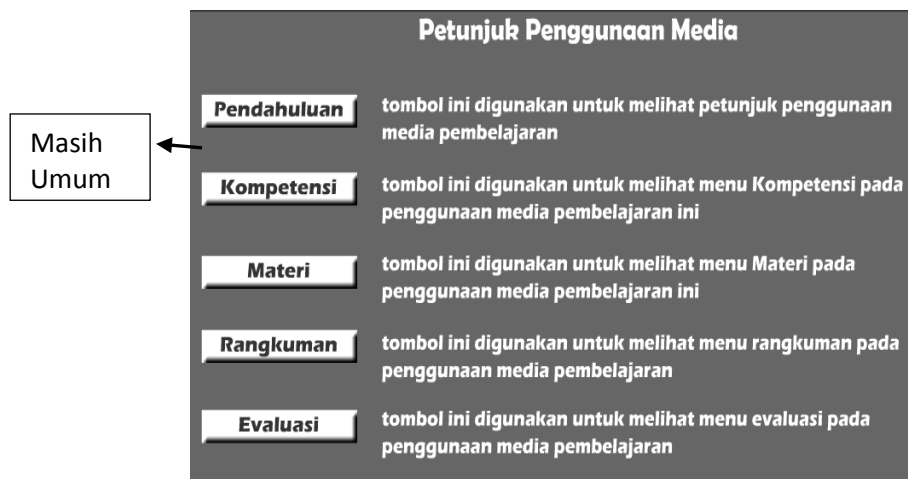 Petunjuk Penggunaan Media
Masih
Umum
Pendahuluan
tombol ini digunakan untuk melihat petunjuk penggunaan
media pembelajaran
Kompetensi
tombol ini digunakan untuk melihat menu Kompetensi pada
penggunaan media pembelajaran ini
Materi
tombol ini digunakan untuk melihat menu Materi pada
penggunaan media pembelajaran ini
Rangkuman
tombol ini digunakan untuk melihat menu rangkuman pada
penggunaan media pembelajaran
Evaluasi
tombol ini digunakan untuk melihat menu evaluasi pada
penggunaan media pembelajaran